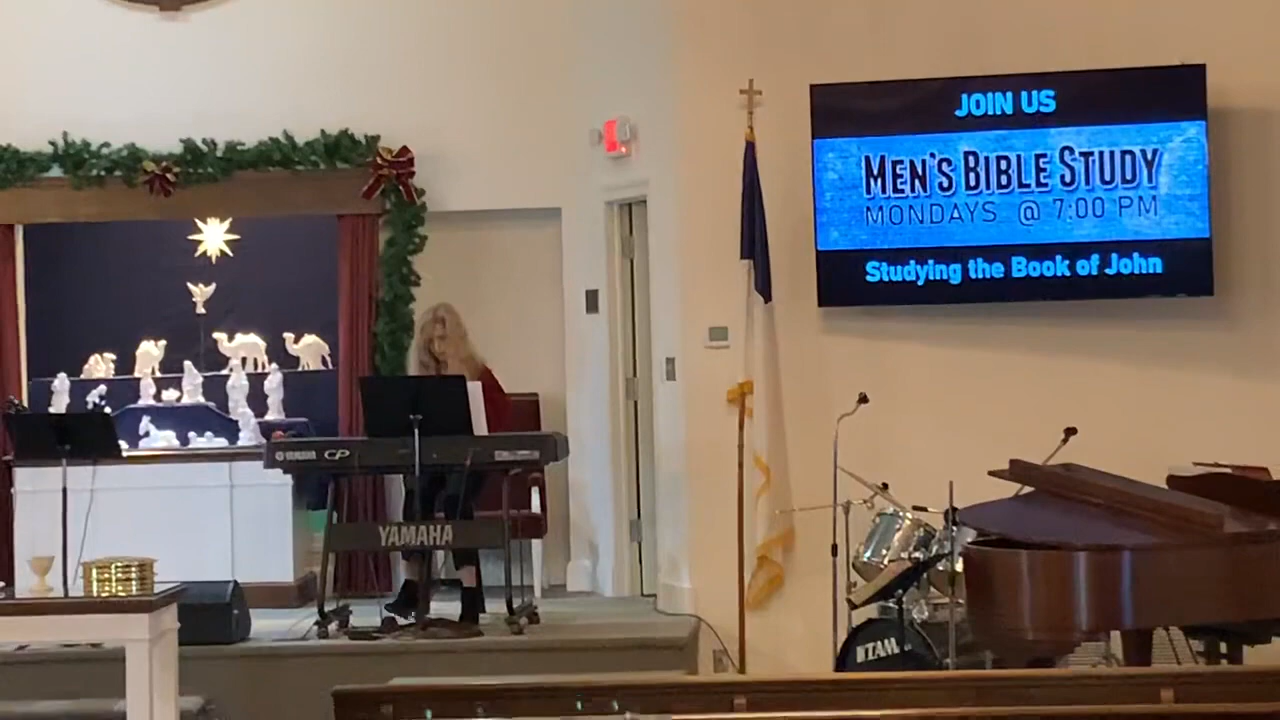 JOIN US
MEN'S BIBLE STUDY
MONDAYS @ 7:00 PM
Studying the Book of John
YAMAHA CP
YAMAHA
TAMA